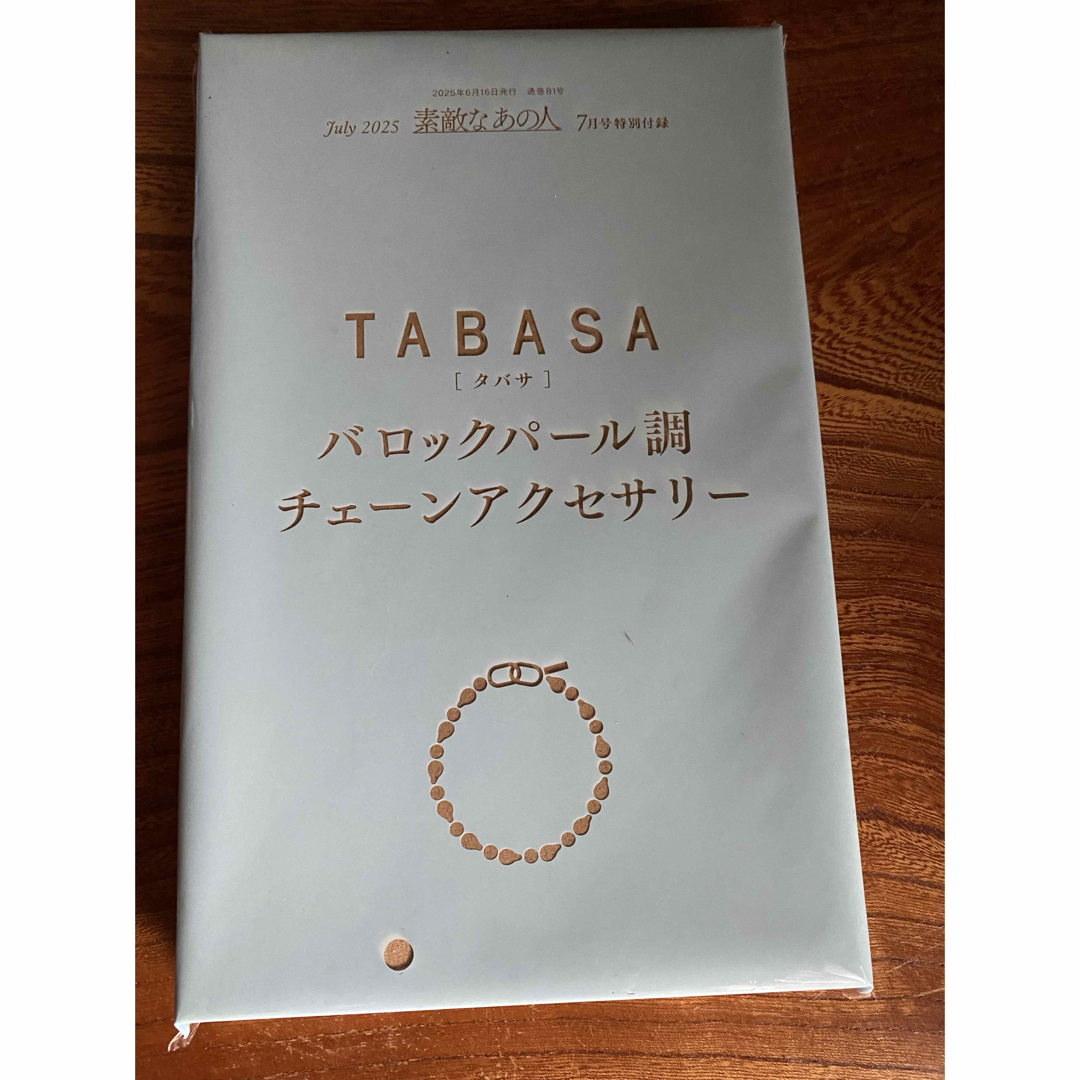 2025年6月16日発行 通巻81号
July 2025 素敵なあの人 7月号特別付録
TABASA
[タバサ]
バロックパール調
チェーンアクセサリー